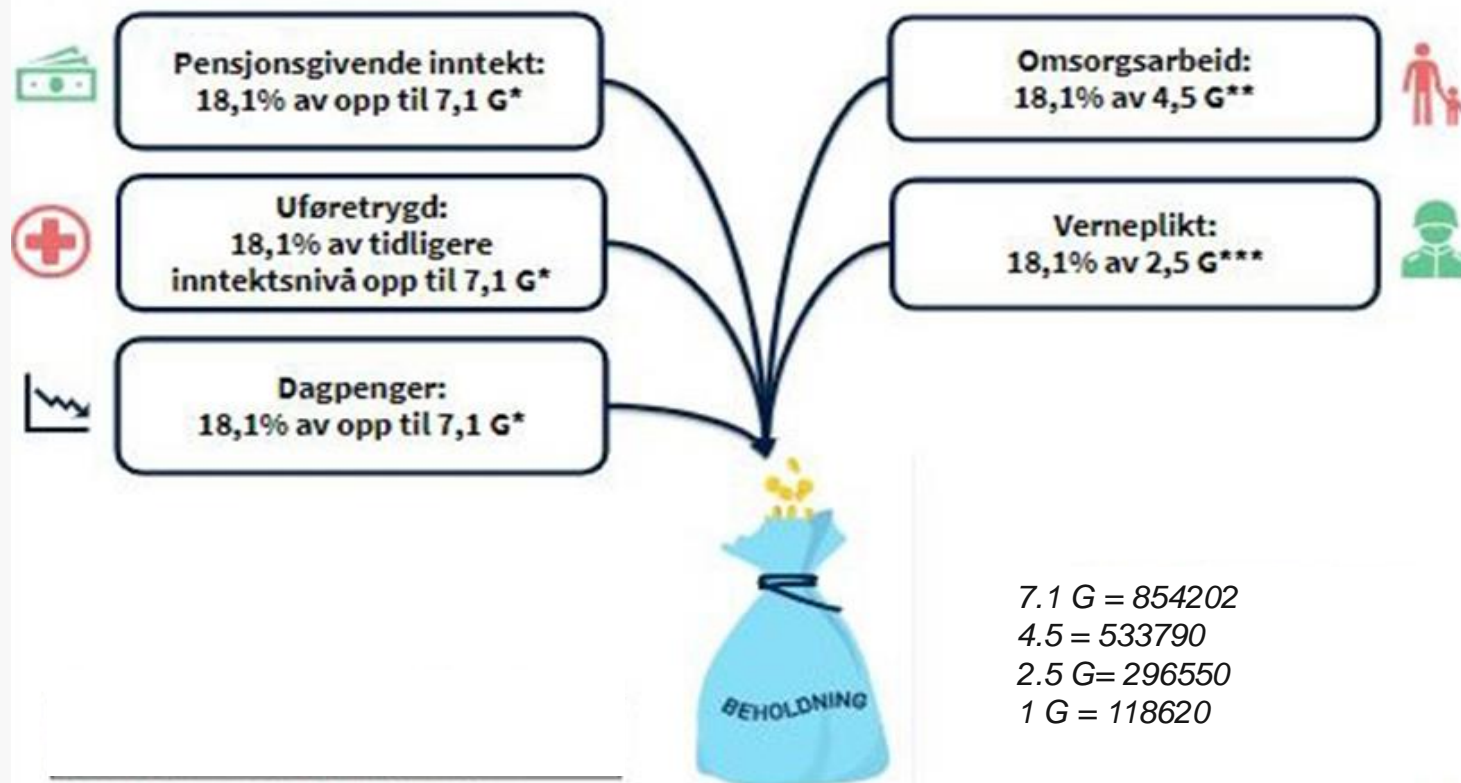 Pensjonsgivende inntekt:
18,1% av opp til 7,1 G*
Uføretrygd:
18,1% av tidligere
inntektsnivå opp til 7,1 G*
Dagpenger:
18,1% av opp til 7,1 G*
Omsorgsarbeid:
18,1% av 4,5 G**
Verneplikt:
18,1% av 2,5 G***
BEHOLDNING
7.1 G = 854202
4.5 = 533790
2.5 G= 296550
1 G = 118620